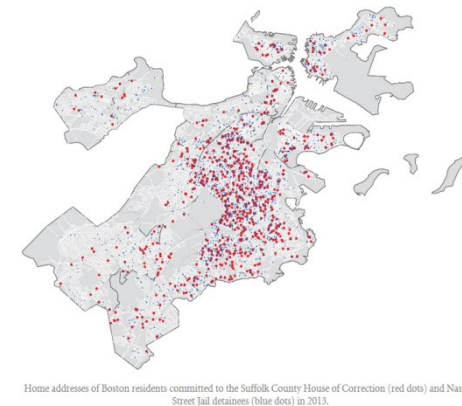 Home addresses of Boston residents committed to the Suffolk County House of Correction (red dots) and Nas
Street Jail detainees (blue dots) in 2013.